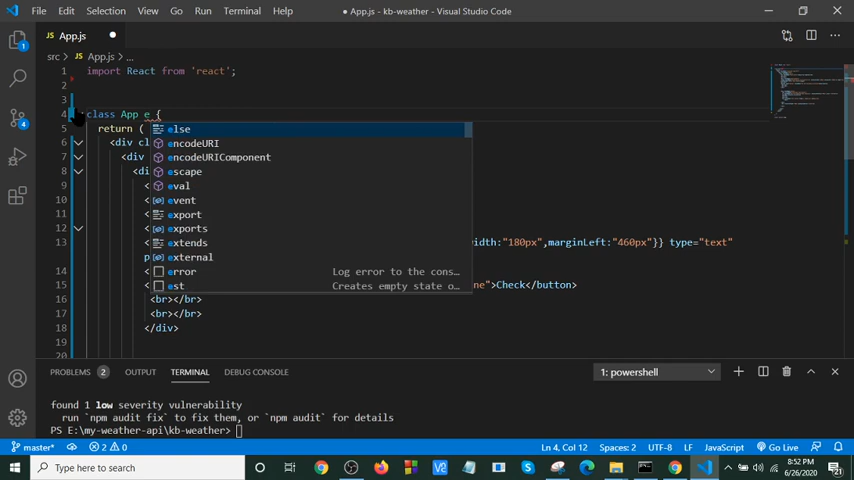 File Edit Selection View Go Run Terminal Help
● App.js - kb-weather - Visual Studio Code
JS App.js ●
src > JS App.js > ...
1 import React from 'react';
2
3
4 class App e {
5 return (
6 <div cl
7 <div
8 <di
9 <
10 <
11 <
12 <
13 < width:"180px",marginLeft:"460px"}} type="text"
p
14 <
15 < ne">Check</button>
16 <br></br>
17 <br></br>
18 </div>
19
20
else
encodeURI
encodeURIComponent
escape
eval
event
export
exports
extends
external
error Log error to the cons…
est Creates empty state o…
1
4
PROBLEMS 2 OUTPUT TERMINAL DEBUG CONSOLE 1: powershell
found 1 low severity vulnerability
run `npm audit fix` to fix them, or `npm audit` for details
PS E:\my-weather-api\kb-weather>
master* 2 0 Ln 4, Col 12 Spaces: 2 UTF-8 LF JavaScript Go Live
Type here to search
8:52 PM
6/26/2020